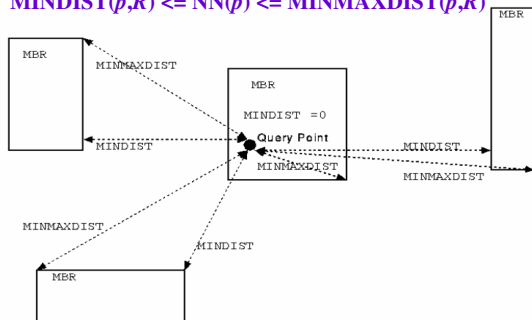 MINDIST(p,R) <= NN(p) <= MINMAXDIST(p,R)
MBR
MBR
MINMAXDIST
MBR
MINDIST =0
Query Point
MINDIST
MINDIST
MINMAXDIST
MINMAXDIST
MINMAXDIST
MINDIST
MBR